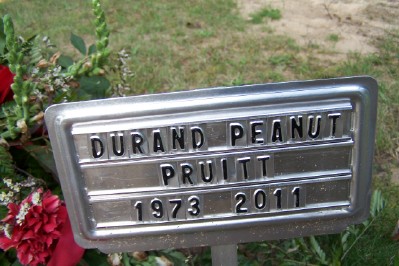 DURAND PEANUT
PRUITT
1973 2011